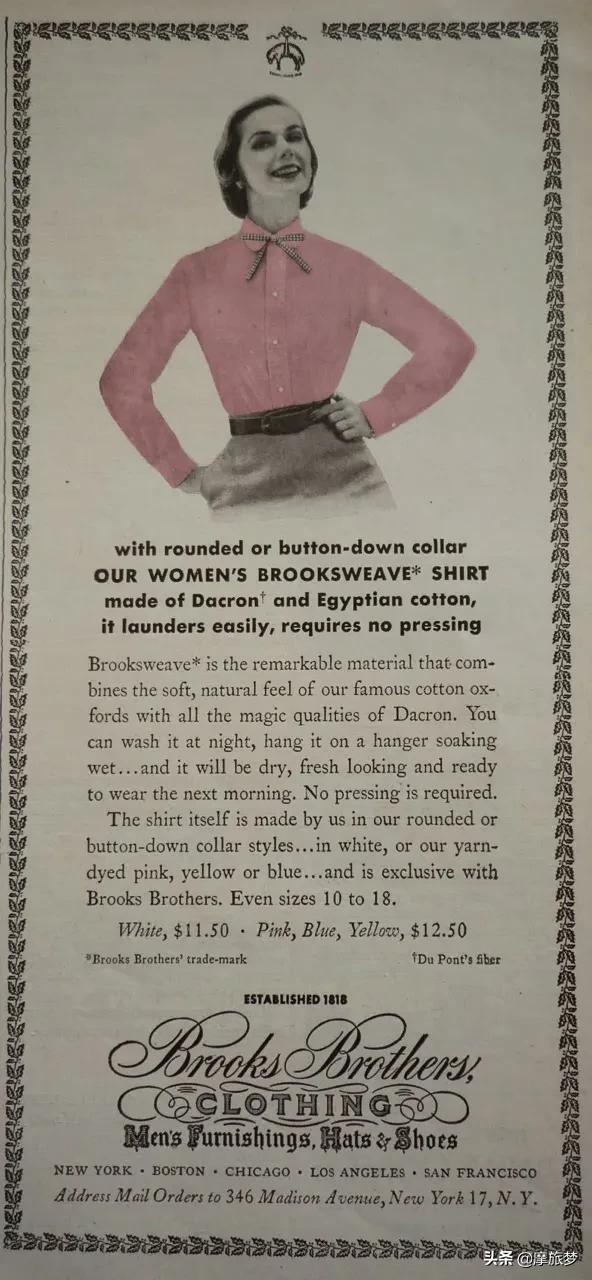 with rounded or button-down collar
OUR WOMEN'S BROOKSWEAVE* SHIRT
made of Dacron† and Egyptian cotton,
it launders easily, requires no pressing
Brooksweave* is the remarkable material that com-
bines the soft, natural feel of our famous cotton ox-
fords with all the magic qualities of Dacron. You
can wash it at night, hang it on a hanger soaking
wet...and it will be dry, fresh looking and ready
to wear the next morning. No pressing is required.
The shirt itself is made by us in our rounded or
button-down collar styles...in white, or our yarn-
dyed pink, yellow or blue...and is exclusive with
Brooks Brothers. Even sizes 10 to 18.
White, $11.50 · Pink, Blue, Yellow, $12.50
*Brooks Brothers' trade-mark †Du Pont's fiber
ESTABLISHED 1818
Brooks Brothers,
CLOTHING
Men's Furnishings, Hats & Shoes
NEW YORK · BOSTON · CHICAGO · LOS ANGELES · SAN FRANCISCO
Address Mail Orders to 346 Madison Avenue, New York 17, N. Y.
头条 @摩旅梦